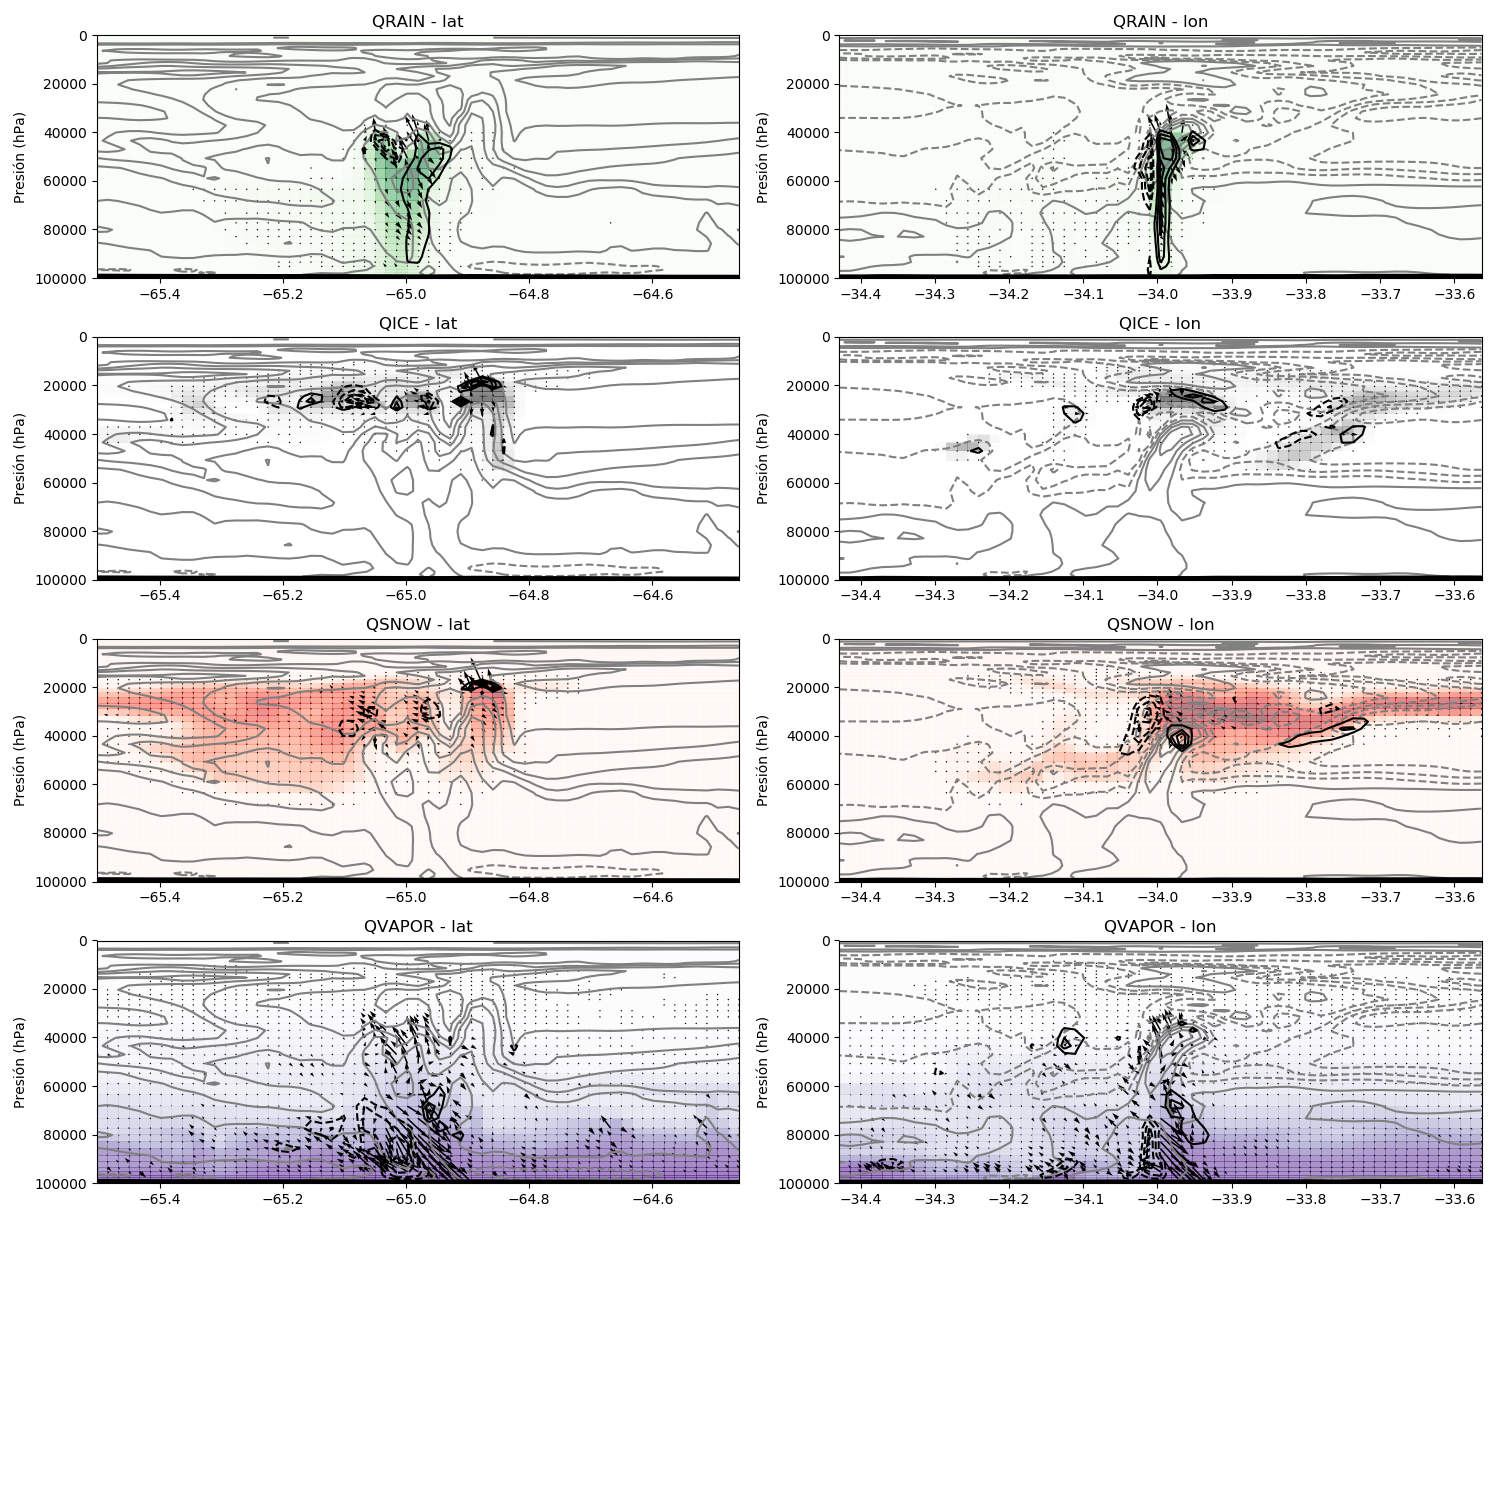 QRAIN - lat
QRAIN - lon
Presión (hPa)
0
20000
40000
60000
80000
100000
−65.4 −65.2 −65.0 −64.8 −64.6
Presión (hPa)
0
20000
40000
60000
80000
100000
−34.4 −34.3 −34.2 −34.1 −34.0 −33.9 −33.8 −33.7 −33.6
QICE - lat
QICE - lon
Presión (hPa)
0
20000
40000
60000
80000
100000
−65.4 −65.2 −65.0 −64.8 −64.6
Presión (hPa)
0
20000
40000
60000
80000
100000
−34.4 −34.3 −34.2 −34.1 −34.0 −33.9 −33.8 −33.7 −33.6
QSNOW - lat
QSNOW - lon
Presión (hPa)
0
20000
40000
60000
80000
100000
−65.4 −65.2 −65.0 −64.8 −64.6
Presión (hPa)
0
20000
40000
60000
80000
100000
−34.4 −34.3 −34.2 −34.1 −34.0 −33.9 −33.8 −33.7 −33.6
QVAPOR - lat
QVAPOR - lon
Presión (hPa)
0
20000
40000
60000
80000
100000
−65.4 −65.2 −65.0 −64.8 −64.6
Presión (hPa)
0
20000
40000
60000
80000
100000
−34.4 −34.3 −34.2 −34.1 −34.0 −33.9 −33.8 −33.7 −33.6